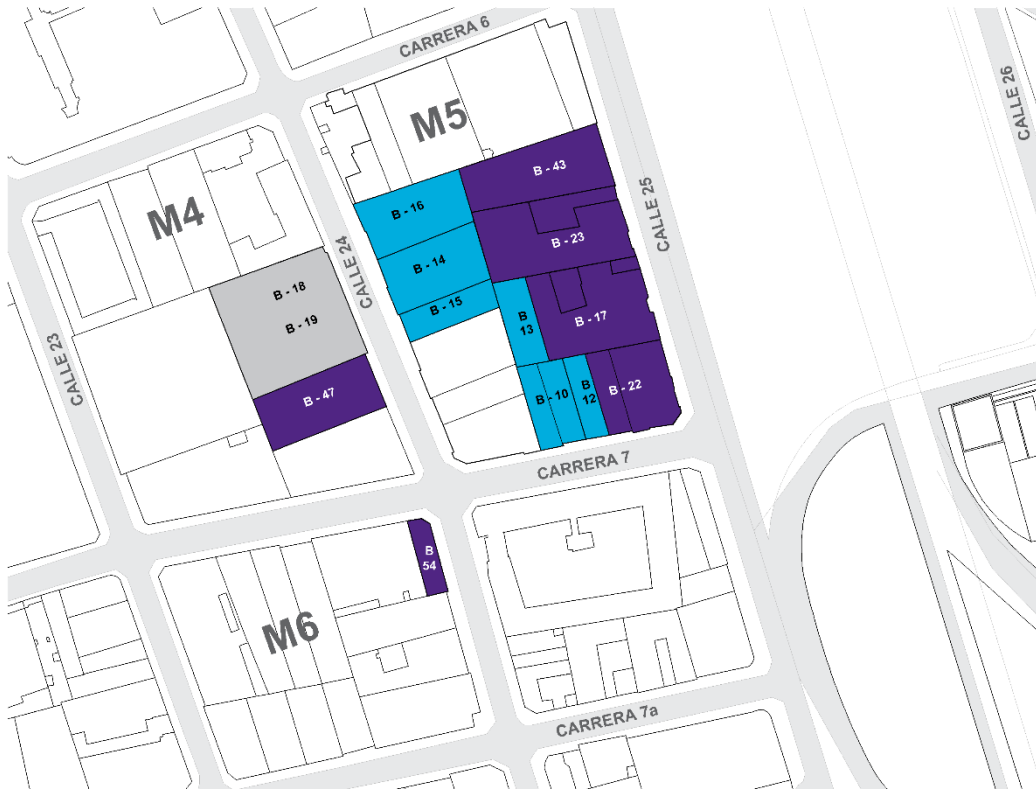 CARRERA 6
CALLE 26
M5
B - 43
M4
B - 16
CALLE 25
B - 23
B - 14
CALLE 24
B - 18
B - 15
B - 19
B
13
B - 17
CALLE 23
B - 47
B - 10
B
12
B - 22
CARRERA 7
B
54
M6
CARRERA 7a